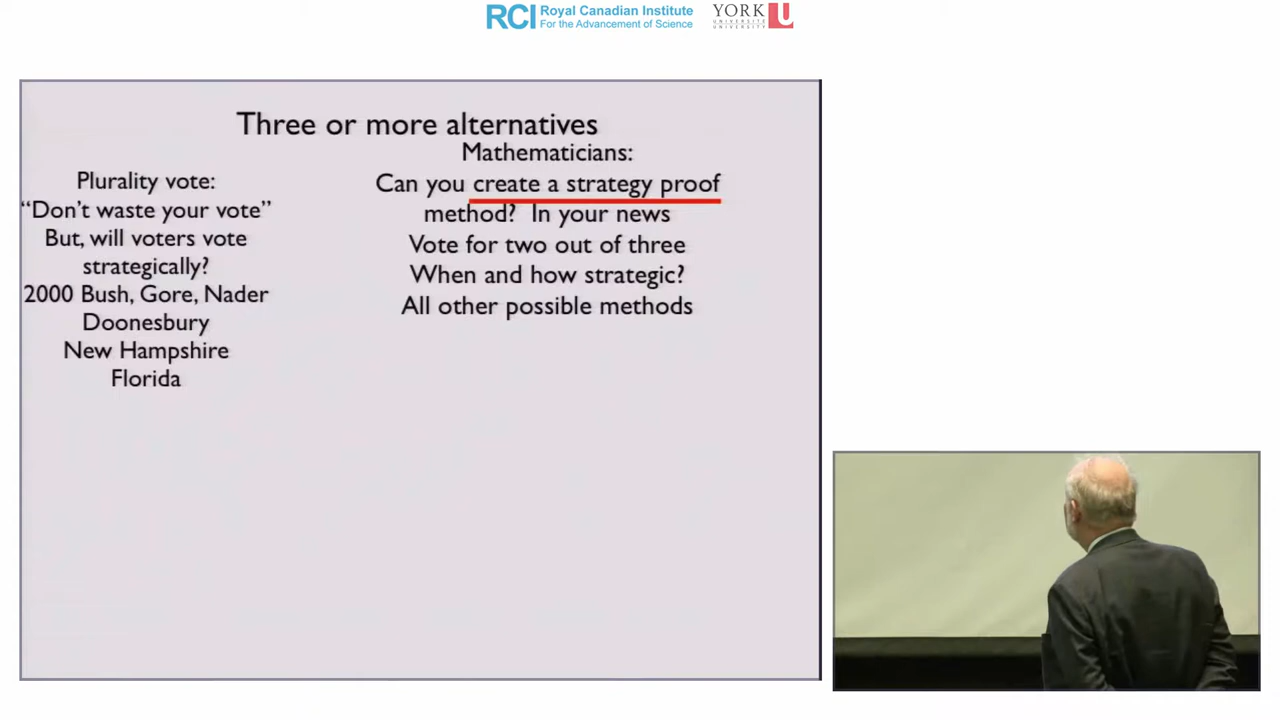 RCI Royal Canadian Institute
For the Advancement of Science
YORK U
UNIVERSITÉ
UNIVERSITY
Three or more alternatives
Plurality vote:
“Don’t waste your vote”
But, will voters vote
strategically?
2000 Bush, Gore, Nader
Doonesbury
New Hampshire
Florida
Mathematicians:
Can you create a strategy proof
method? In your news
Vote for two out of three
When and how strategic?
All other possible methods